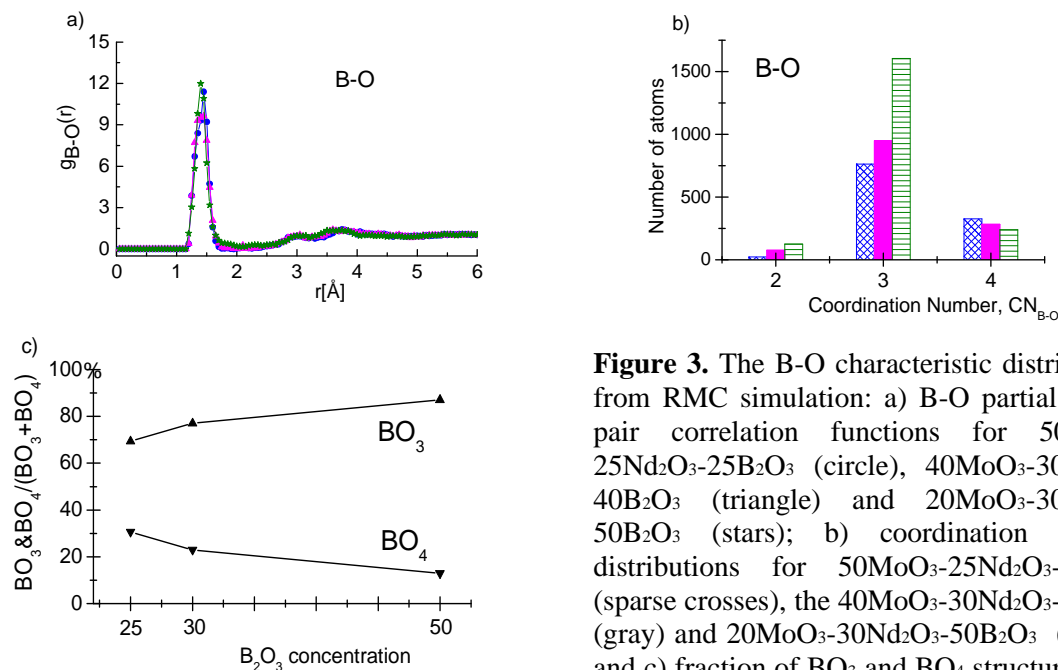 a)
15
12
9
6
3
0
g_B-O(r)
B-O
0 1 2 3 4 5 6
r[Å]
b)
1500
1000
500
0
Number of atoms
B-O
2 3 4
Coordination Number, CN_B-O
c)
100%
80
60
40
20
0
BO₃&BO₄/(BO₃+BO₄)
BO₃
BO₄
25 30 50
B₂O₃ concentration
Figure 3. The B-O characteristic distri
from RMC simulation: a) B-O partial
pair correlation functions for 50
25Nd₂O₃-25B₂O₃ (circle), 40MoO₃-30
40B₂O₃ (triangle) and 20MoO₃-30
50B₂O₃ (stars); b) coordination
distributions for 50MoO₃-25Nd₂O₃-
(sparse crosses), the 40MoO₃-30Nd₂O₃-
(gray) and 20MoO₃-30Nd₂O₃-50B₂O₃
and c) fraction of BO₃ and BO₄ structur